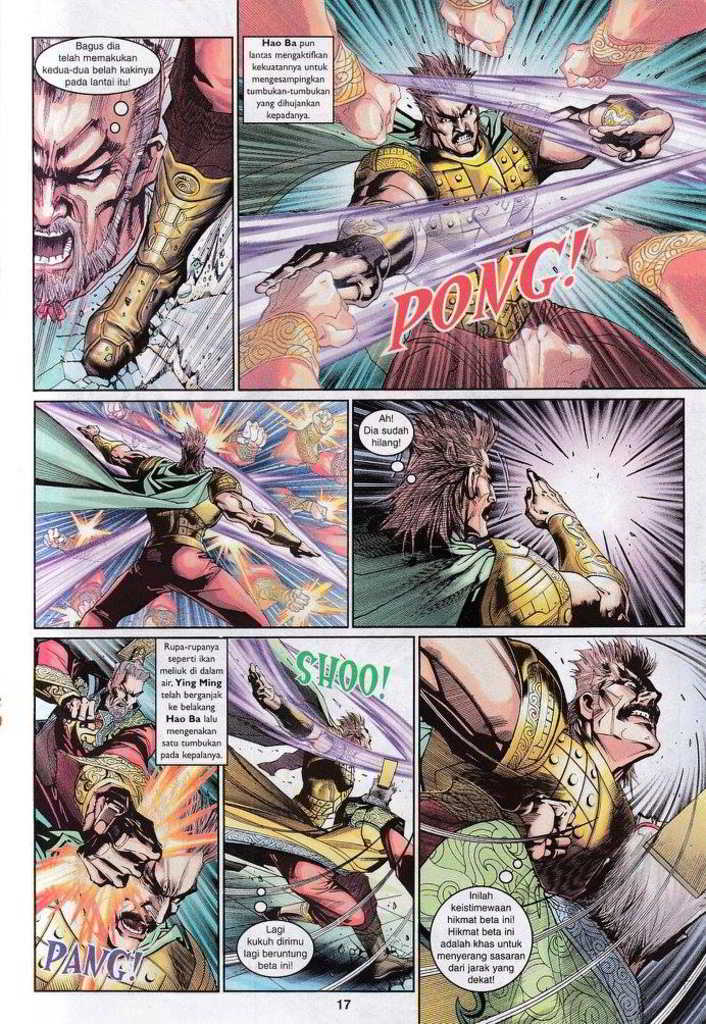 Bagus dia
telah memakukan
kedua-dua belah kakinya
pada lantai itu!
Hao Ba pun
lantas mengaktifkan
kekuatannya untuk
mengesampingkan
tumbukan-tumbukan
yang dihujankan
kepadanya.
PONG!
Ah!
Dia sudah
hilang!
Rupa-rupanya
seperti ikan
meliuk di dalam
air, Ying Ming
telah berganjak
ke belakang
Hao Ba lalu
mengenakan
satu tumbukan
pada kepalanya.
PANG!
SHOO!
Lagi
kukuh dirimu
lagi beruntung
beta ini!
Inilah
keistimewaan
hikmat beta ini!
Hikmat beta ini
adalah khas untuk
menyerang sasaran
dari jarak yang
dekat!
17